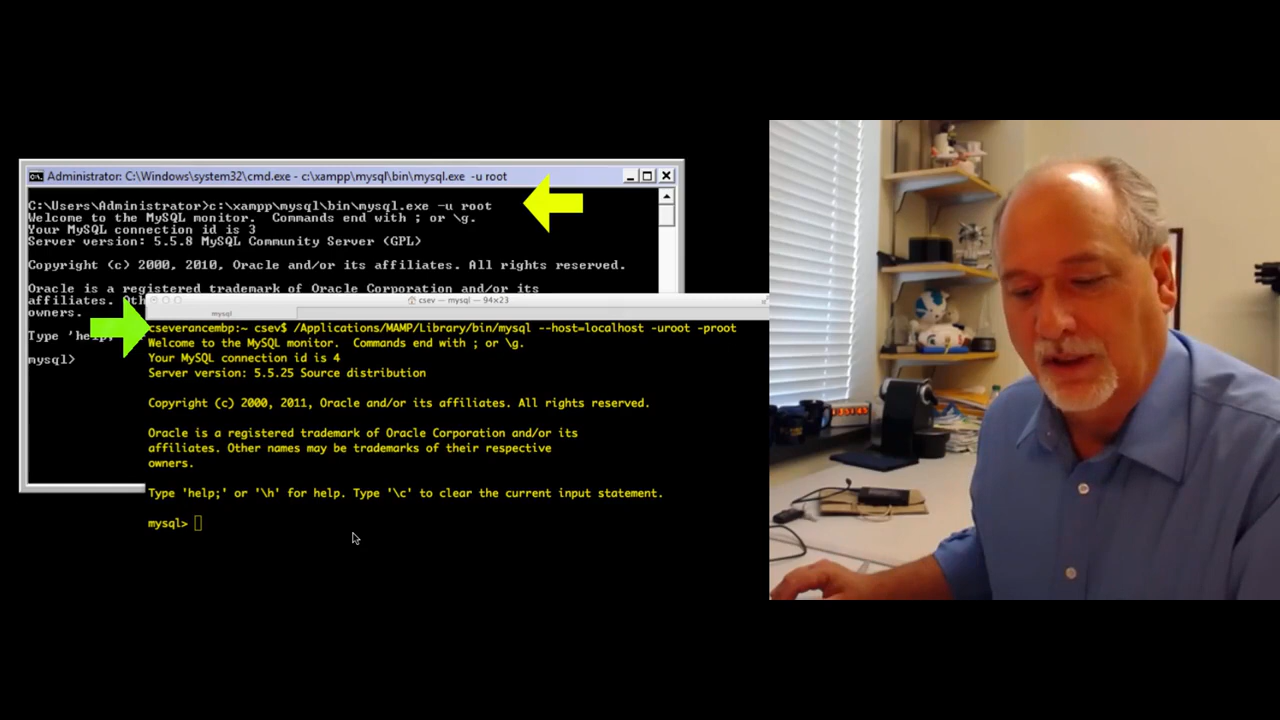 Administrator: C:\Windows\system32\cmd.exe - c:\xampp\mysql\bin\mysql.exe -u root
C:\Users\Administrator>c:\xampp\mysql\bin\mysql.exe -u root
Welcome to the MySQL monitor.  Commands end with ; or \g.
Your MySQL connection id is 3
Server version: 5.5.8 MySQL Community Server (GPL)
Copyright (c) 2000, 2010, Oracle and/or its affiliates. All rights reserved.
Oracle is a registered trademark of Oracle Corporation and/or its
affiliates. Oth
owners.
Type 'help;
mysql>
csev — mysql — 94×23
mysql
cseverancembp:~ csev$ /Applications/MAMP/Library/bin/mysql --host=localhost -uroot -proot
Welcome to the MySQL monitor.  Commands end with ; or \g.
Your MySQL connection id is 4
Server version: 5.5.25 Source distribution
Copyright (c) 2000, 2011, Oracle and/or its affiliates. All rights reserved.
Oracle is a registered trademark of Oracle Corporation and/or its
affiliates. Other names may be trademarks of their respective
owners.
Type 'help;' or '\h' for help. Type '\c' to clear the current input statement.
mysql>